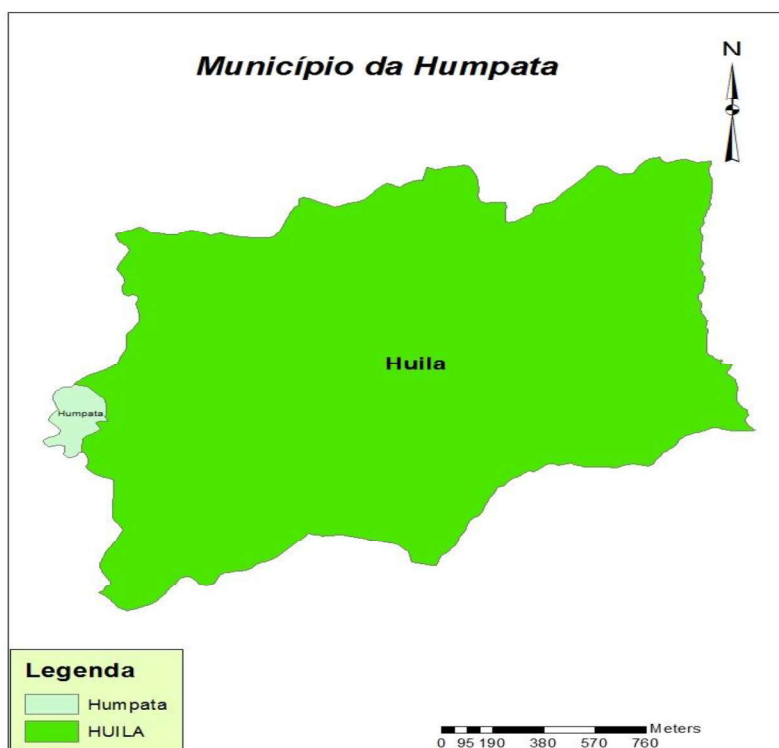 Município da Humpata
N
Huila
Humpata
Legenda
Humpata
HUILA
Meters
0 95 190 380 570 760